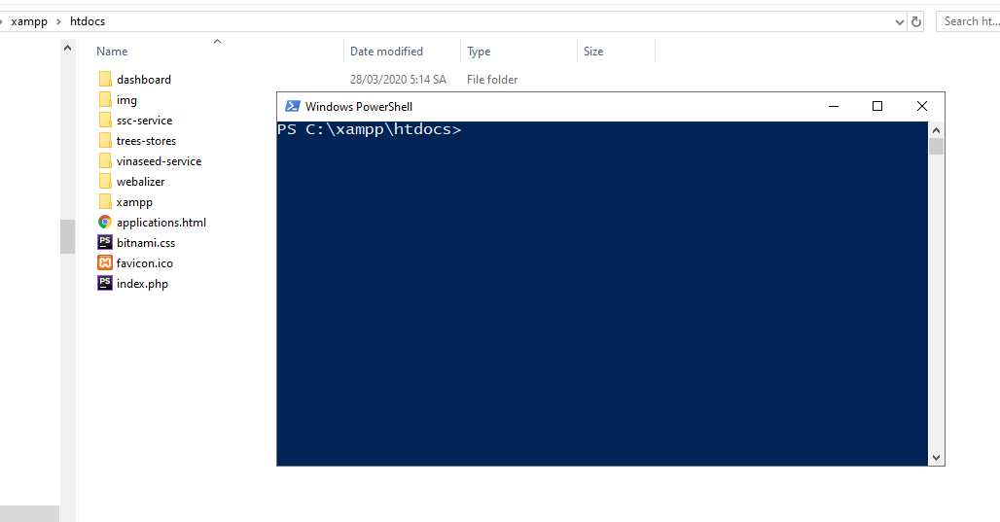 xampp > htdocs
Search ht...
Name
Date modified
Type
Size
dashboard
28/03/2020 5:14 SA
File folder
img
ssc-service
trees-stores
vinaseed-service
webalizer
xampp
applications.html
PS
bitnami.css
favicon.ico
PS
index.php
Windows PowerShell
PS C:\xampp\htdocs>